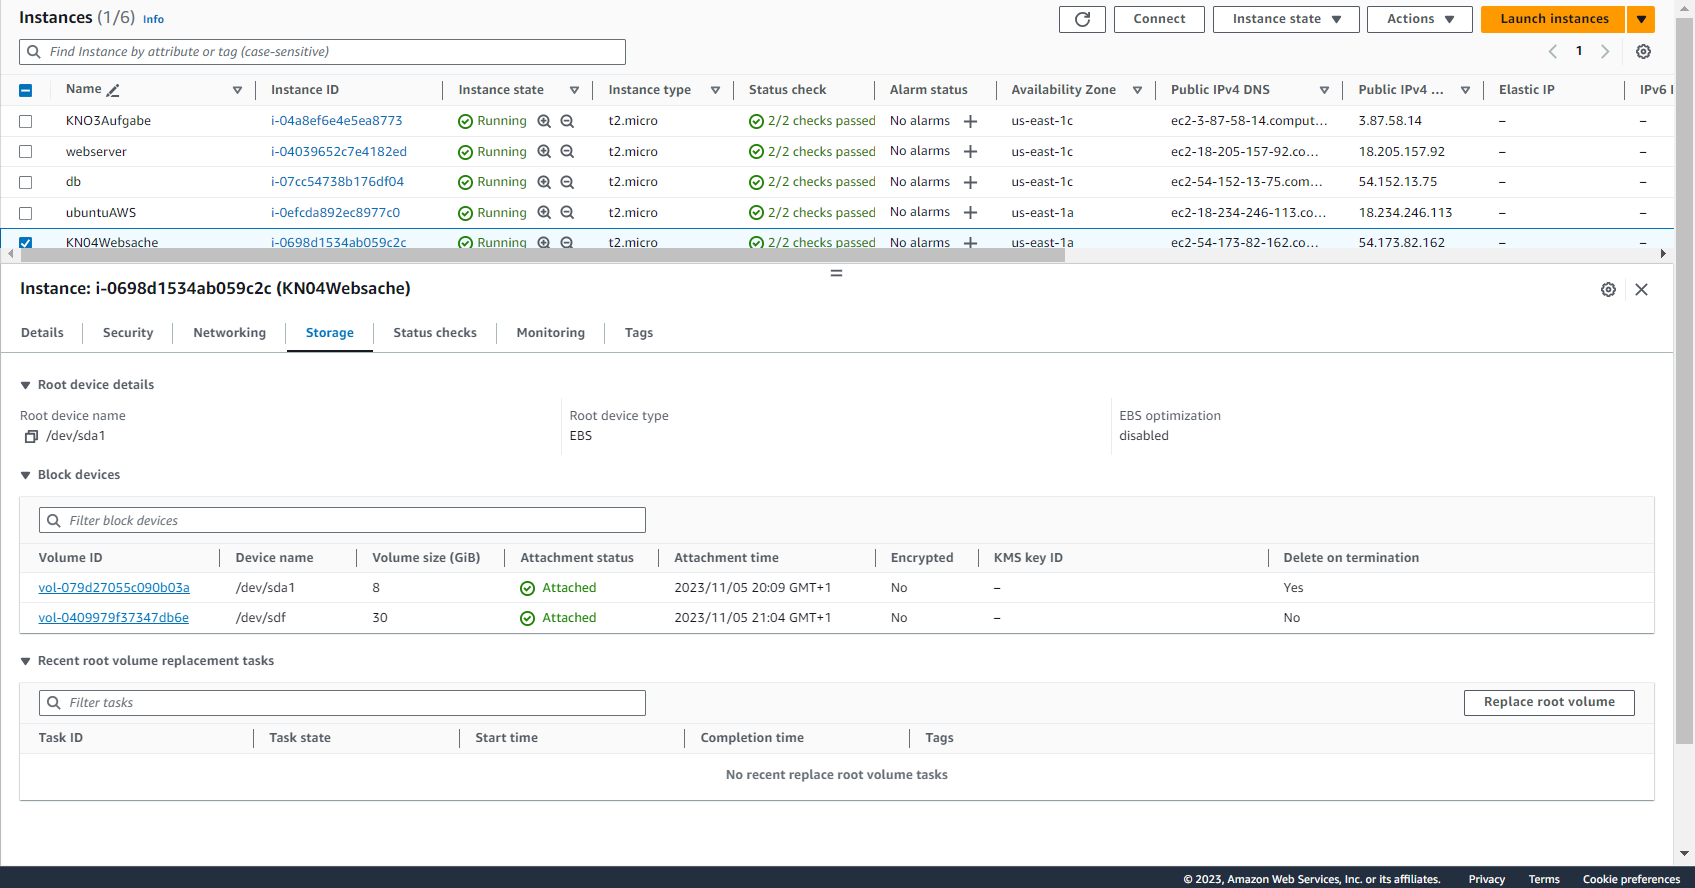 Instances (1/6) Info
Connect Instance state Actions Launch instances
Find Instance by attribute or tag (case-sensitive)
1
Name Instance ID Instance state Instance type Status check Alarm status Availability Zone Public IPv4 DNS Public IPv4 ... Elastic IP IPv6 I
KNO3Aufgabe i-04a8ef6e4e5ea8773 Running t2.micro 2/2 checks passed No alarms us-east-1c ec2-3-87-58-14.comput... 3.87.58.14 – –
webserver i-04039652c7e4182ed Running t2.micro 2/2 checks passed No alarms us-east-1c ec2-18-205-157-92.co... 18.205.157.92 – –
db i-07cc54738b176df04 Running t2.micro 2/2 checks passed No alarms us-east-1c ec2-54-152-13-75.com... 54.152.13.75 – –
ubuntuAWS i-0efcda892ec8977c0 Running t2.micro 2/2 checks passed No alarms us-east-1a ec2-18-234-246-113.co... 18.234.246.113 – –
KN04Websache i-0698d1534ab059c2c Running t2.micro 2/2 checks passed No alarms us-east-1a ec2-54-173-82-162.co... 54.173.82.162 – –
Instance: i-0698d1534ab059c2c (KN04Websache)
Details Security Networking Storage Status checks Monitoring Tags
Root device details
Root device name Root device type EBS optimization
/dev/sda1 EBS disabled
Block devices
Filter block devices
Volume ID Device name Volume size (GiB) Attachment status Attachment time Encrypted KMS key ID Delete on termination
vol-079d27055c090b03a /dev/sda1 8 Attached 2023/11/05 20:09 GMT+1 No – Yes
vol-0409979f37347db6e /dev/sdf 30 Attached 2023/11/05 21:04 GMT+1 No – No
Recent root volume replacement tasks
Filter tasks Replace root volume
Task ID Task state Start time Completion time Tags
No recent replace root volume tasks
© 2023, Amazon Web Services, Inc. or its affiliates. Privacy Terms Cookie preferences